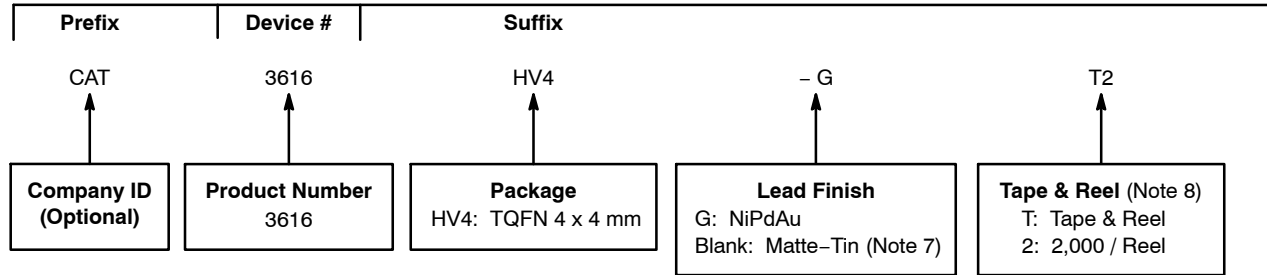 Prefix Device # Suffix
CAT 3616 HV4 – G T2
Company ID
(Optional)
Product Number
3616
Package
HV4: TQFN 4 x 4 mm
Lead Finish
G: NiPdAu
Blank: Matte−Tin (Note 7)
Tape & Reel (Note 8)
T: Tape & Reel
2: 2,000 / Reel